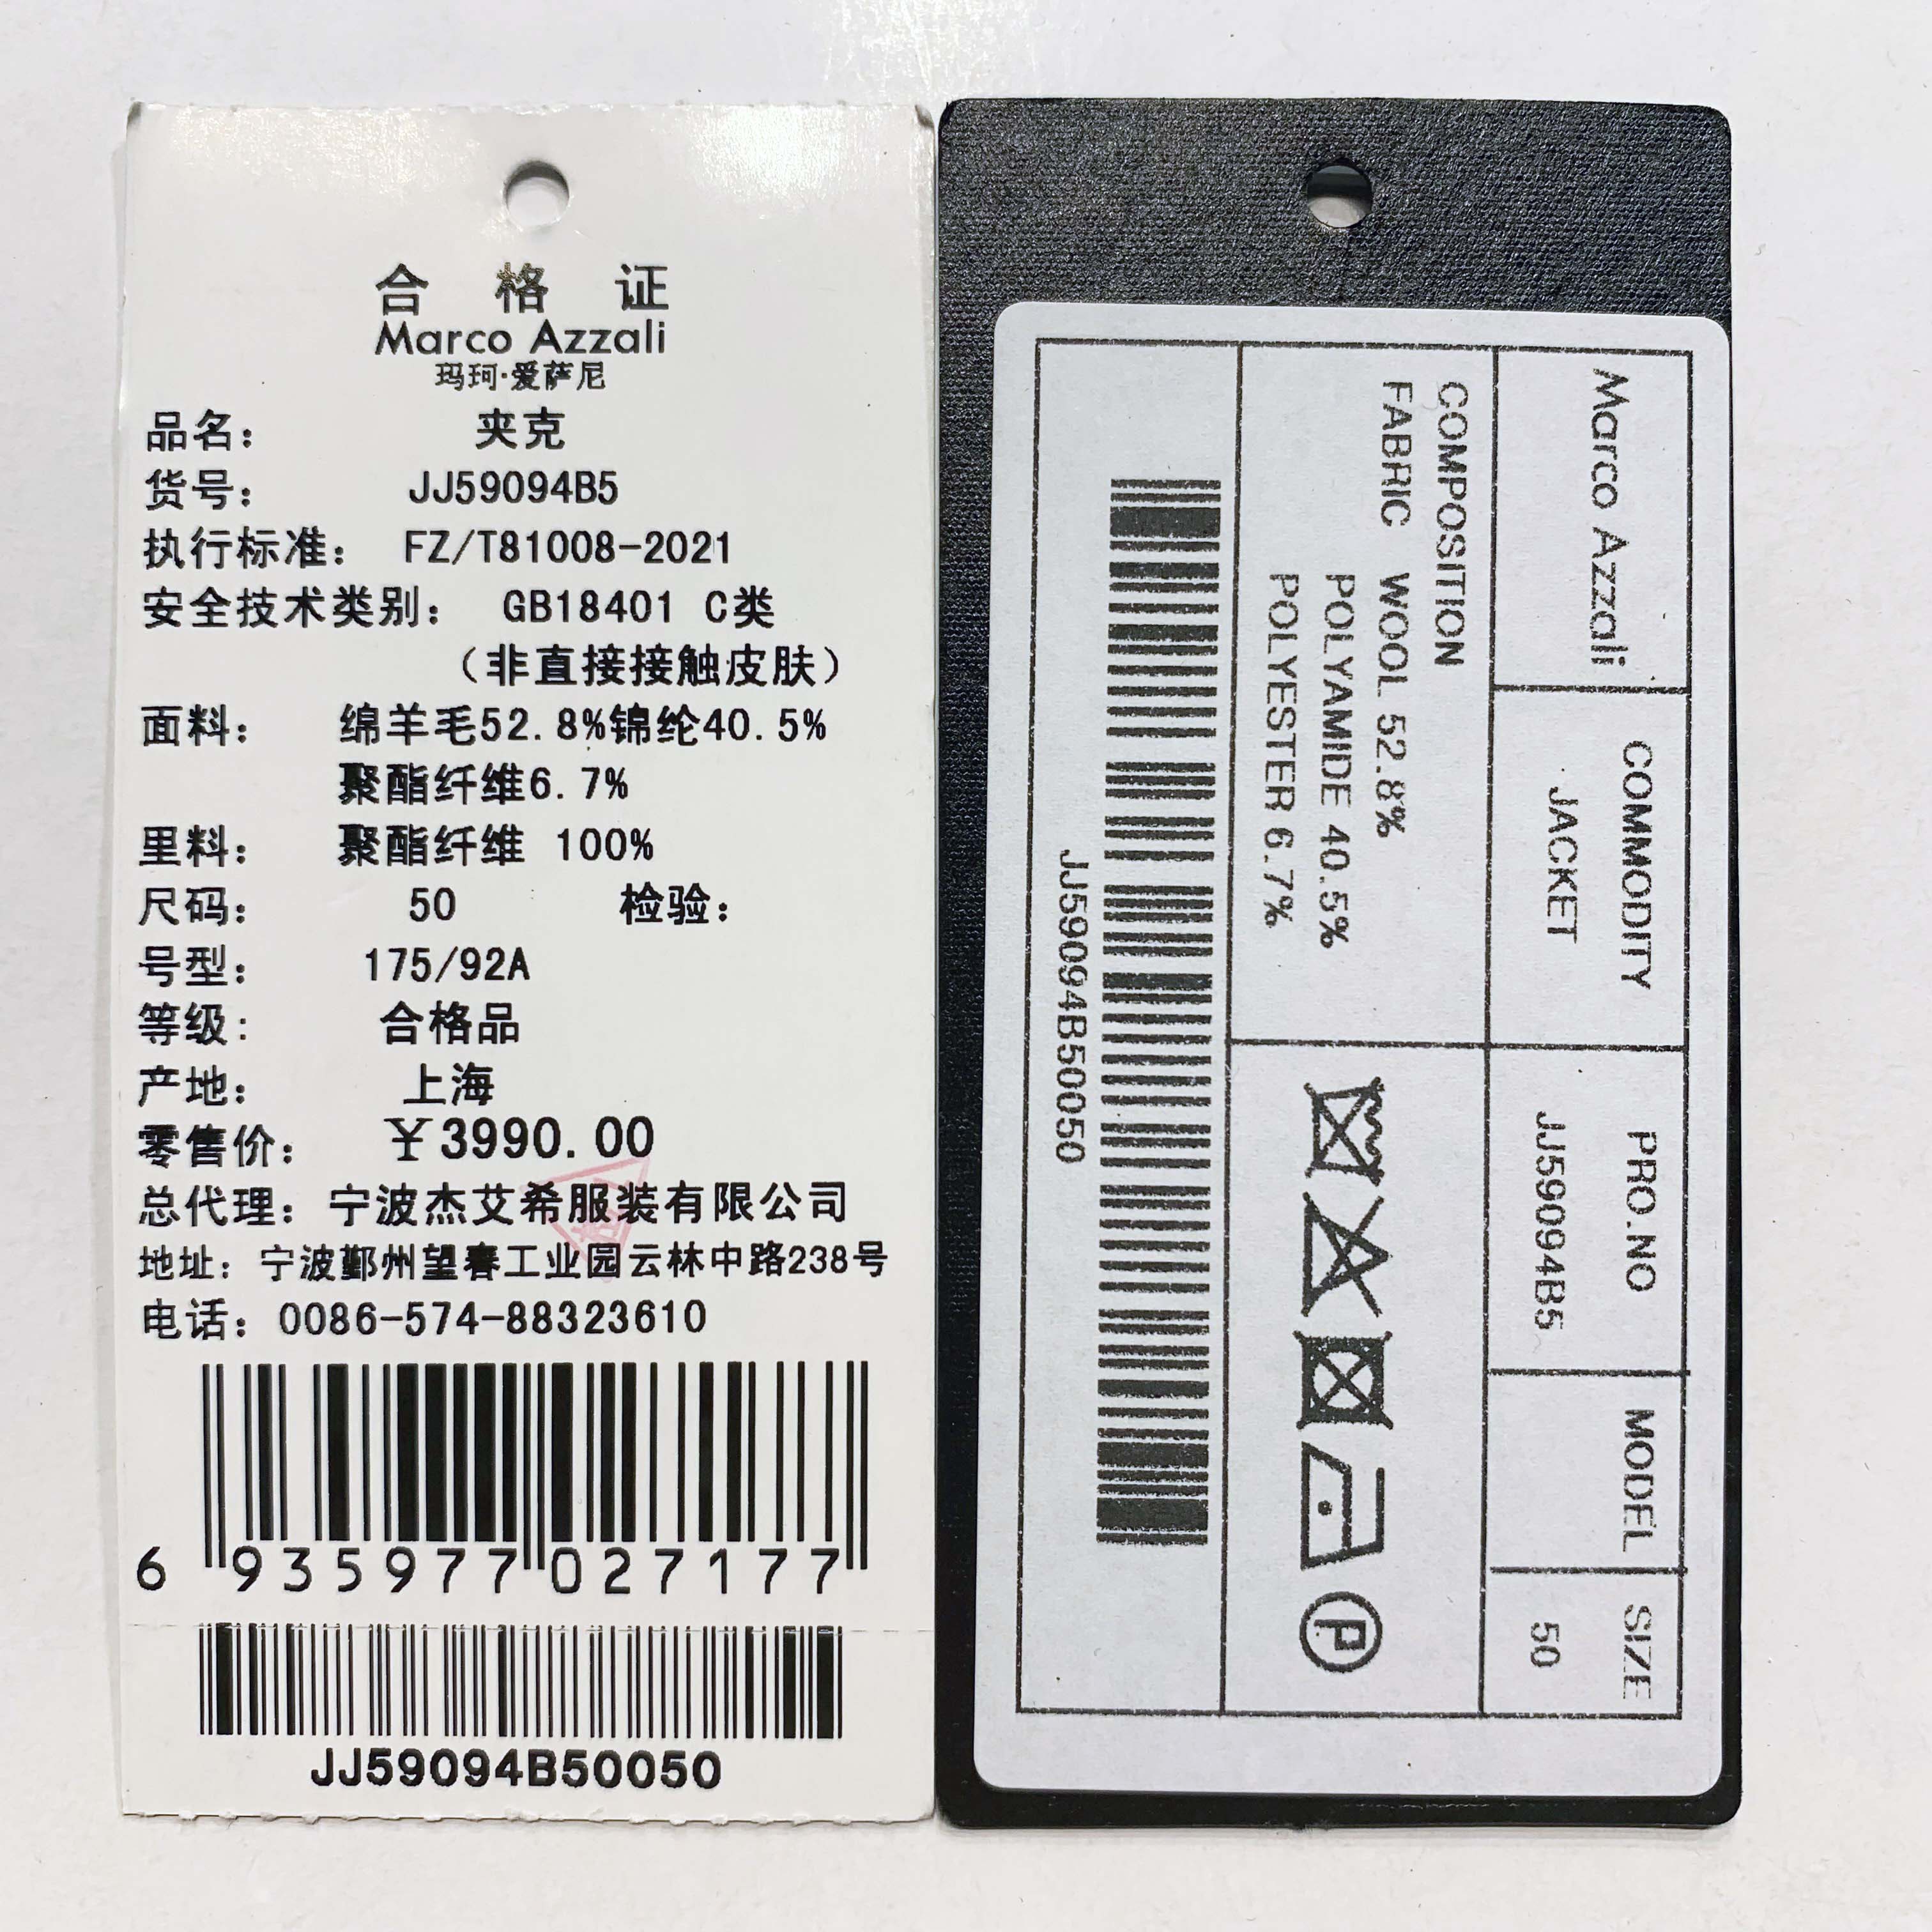 合格证
Marco Azzali
玛珂·爱萨尼
品名： 夹克
货号： JJ59094B5
执行标准： FZ/T81008-2021
安全技术类别： GB18401 C类
（非直接接触皮肤）
面料： 绵羊毛52.8%锦纶40.5%
聚酯纤维6.7%
里料： 聚酯纤维 100%
尺码： 50 检验：
号型： 175/92A
等级： 合格品
产地： 上海
零售价： ￥3990.00
总代理：宁波杰艾希服装有限公司
地址：宁波鄞州望春工业园云林中路238号
电话：0086-574-88323610
6 935977 027177
JJ59094B50050
Marco Azzali
COMMODITY
JACKET
PRO.NO
JJ59094B5
MODEL
SIZE
50
COMPOSITION
FABRIC WOOL 52.8%
POLYAMIDE 40.5%
POLYESTER 6.7%
P
JJ59094B50050